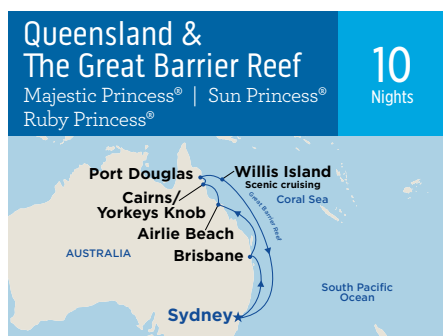 Queensland &
The Great Barrier Reef
Majestic Princess® | Sun Princess®
Ruby Princess®
10
Nights
Port Douglas
Willis Island
Scenic cruising
Cairns/
Yorkeys Knob
Great Barrier Reef
Coral Sea
Airlie Beach
AUSTRALIA
Brisbane
South Pacific
Ocean
Sydney